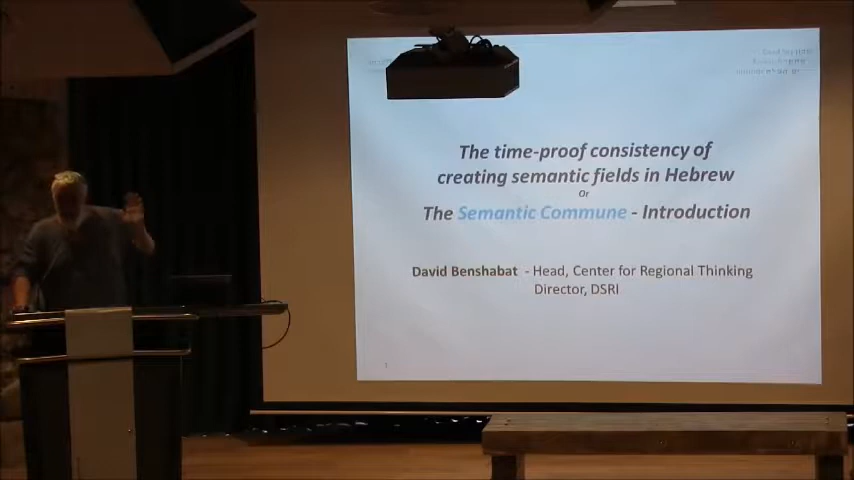 The time-proof consistency of
creating semantic fields in Hebrew
Or
The Semantic Commune - Introduction
David Benshabat - Head, Center for Regional Thinking
Director, DSRI